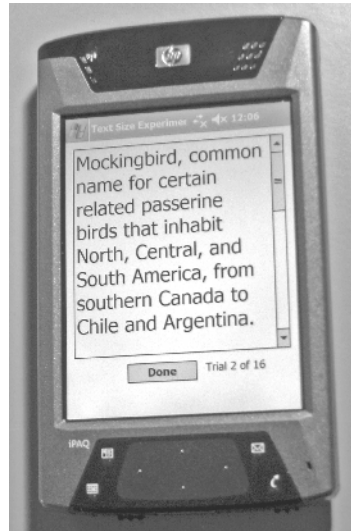 hp
Text Size Experimen 12:06
Mockingbird, common
name for certain
related passerine
birds that inhabit
North, Central, and
South America, from
southern Canada to
Chile and Argentina.
Done Trial 2 of 16
iPAQ